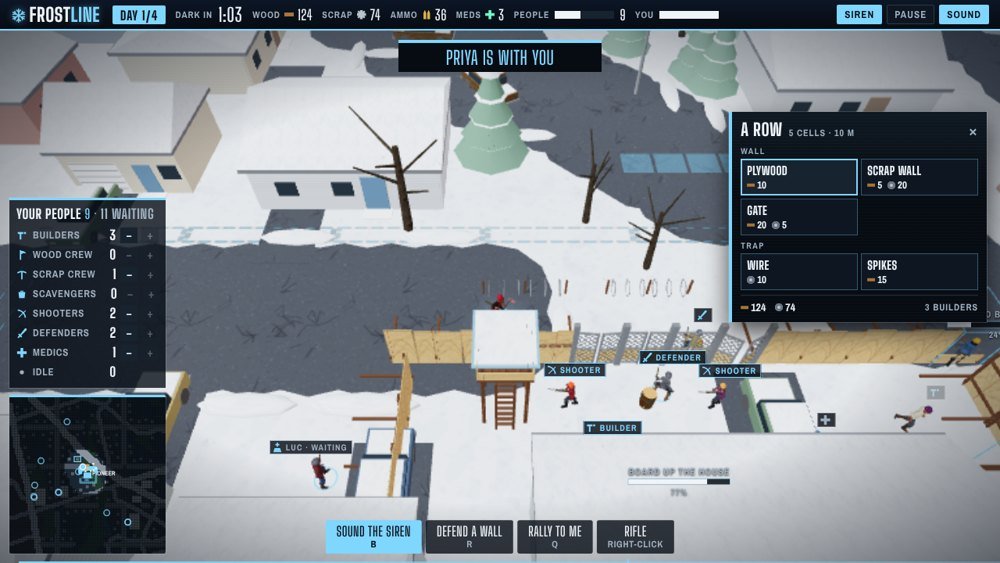 FROSTLINE DAY 1/4 DARK IN 1:03 WOOD 124 SCRAP 74 AMMO 36 MEDS 3 PEOPLE 9 YOU SIREN PAUSE SOUND
PRIYA IS WITH YOU
A ROW 5 CELLS · 10 M ×
WALL
PLYWOOD
10
SCRAP WALL
5 20
GATE
20 5
TRAP
WIRE
10
SPIKES
15
124 74 3 BUILDERS
YOUR PEOPLE 9 · 11 WAITING
BUILDERS 3 - +
WOOD CREW 0 - +
SCRAP CREW 1 - +
SCAVENGERS 0 - +
SHOOTERS 2 - +
DEFENDERS 2 - +
MEDICS 1 - +
IDLE 0
DEFENDER
SHOOTER
SHOOTER
BUILDER
LUC · WAITING
BOARD UP THE HOUSE
77%
SOUND THE SIREN
B
DEFEND A WALL
R
RALLY TO ME
Q
RIFLE
RIGHT-CLICK